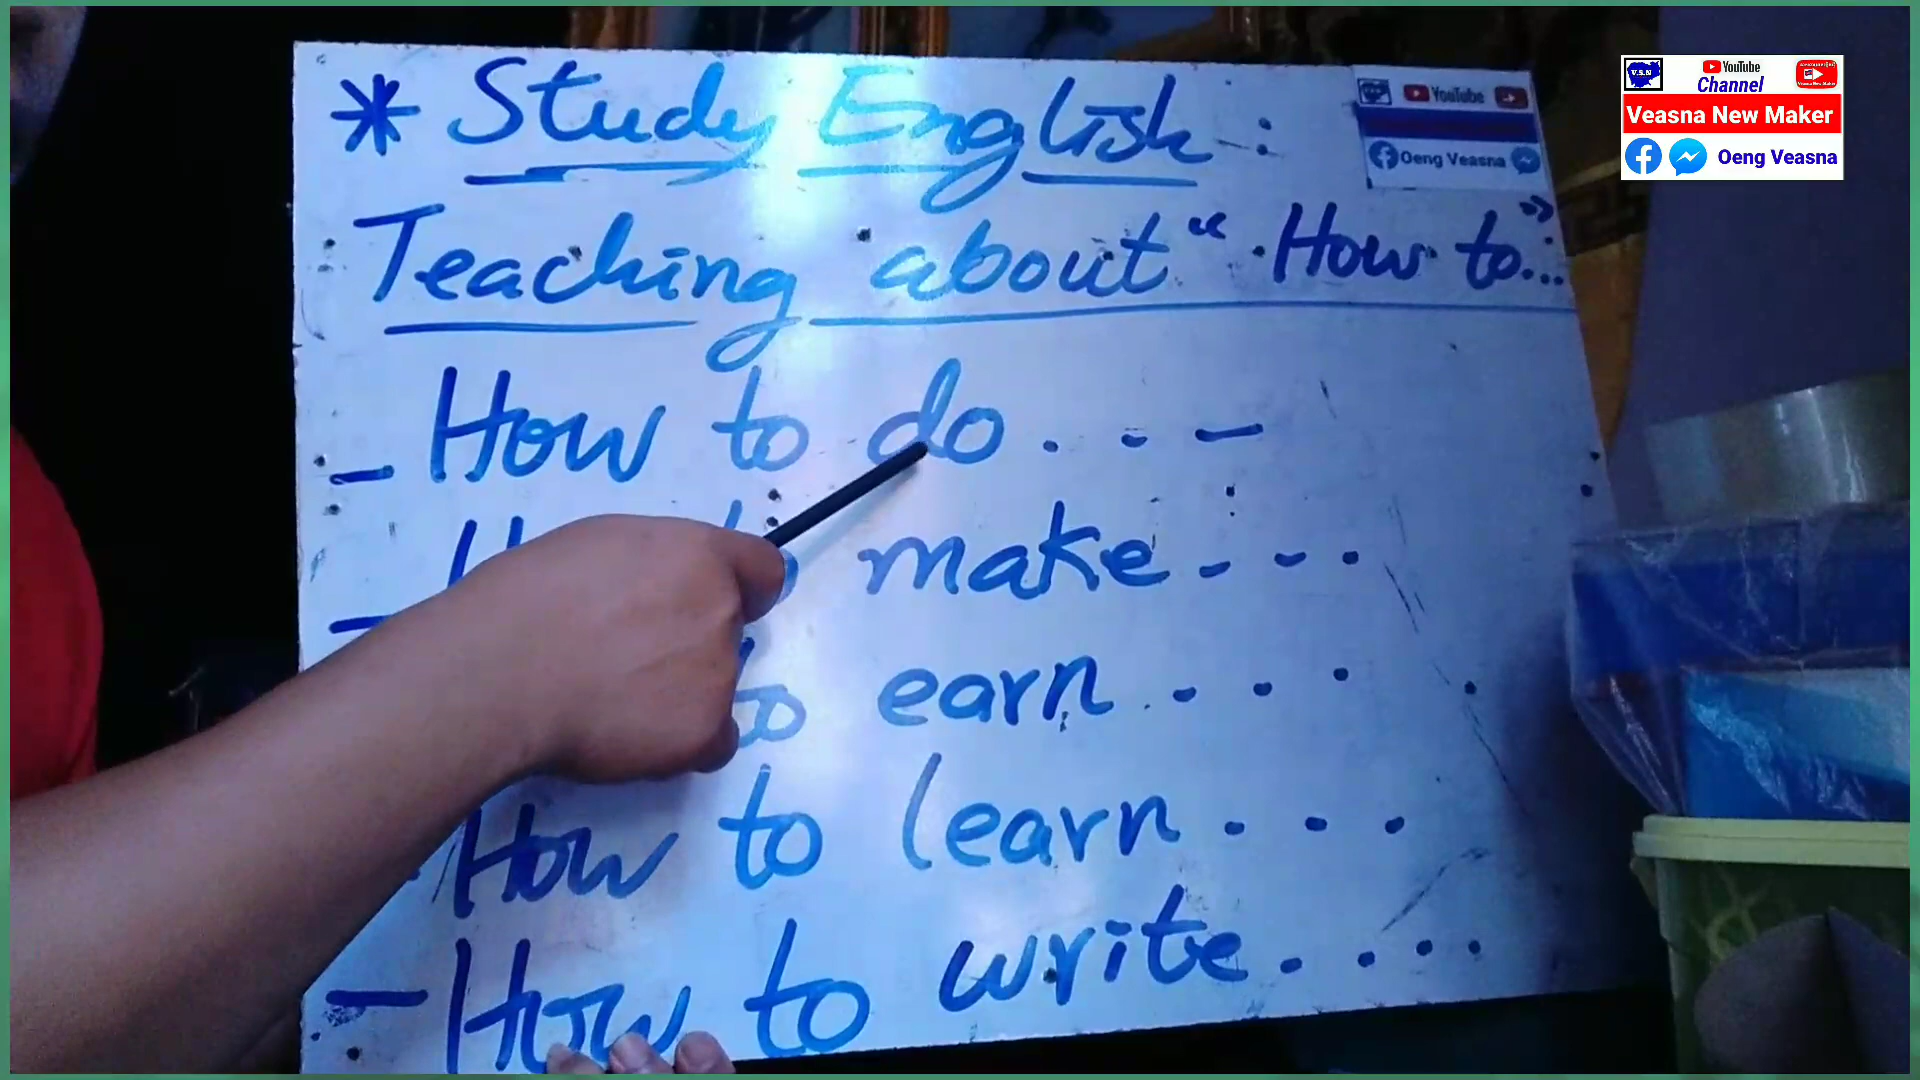 * Study English :
Teaching about “ How to... ”
- How to do . . . -
make . . .
to earn . . .
How to learn . . .
- How to write . . . .
YouTube
Oeng Veasna
V.S.N
YouTube
Channel
Veasna New Maker
Oeng Veasna